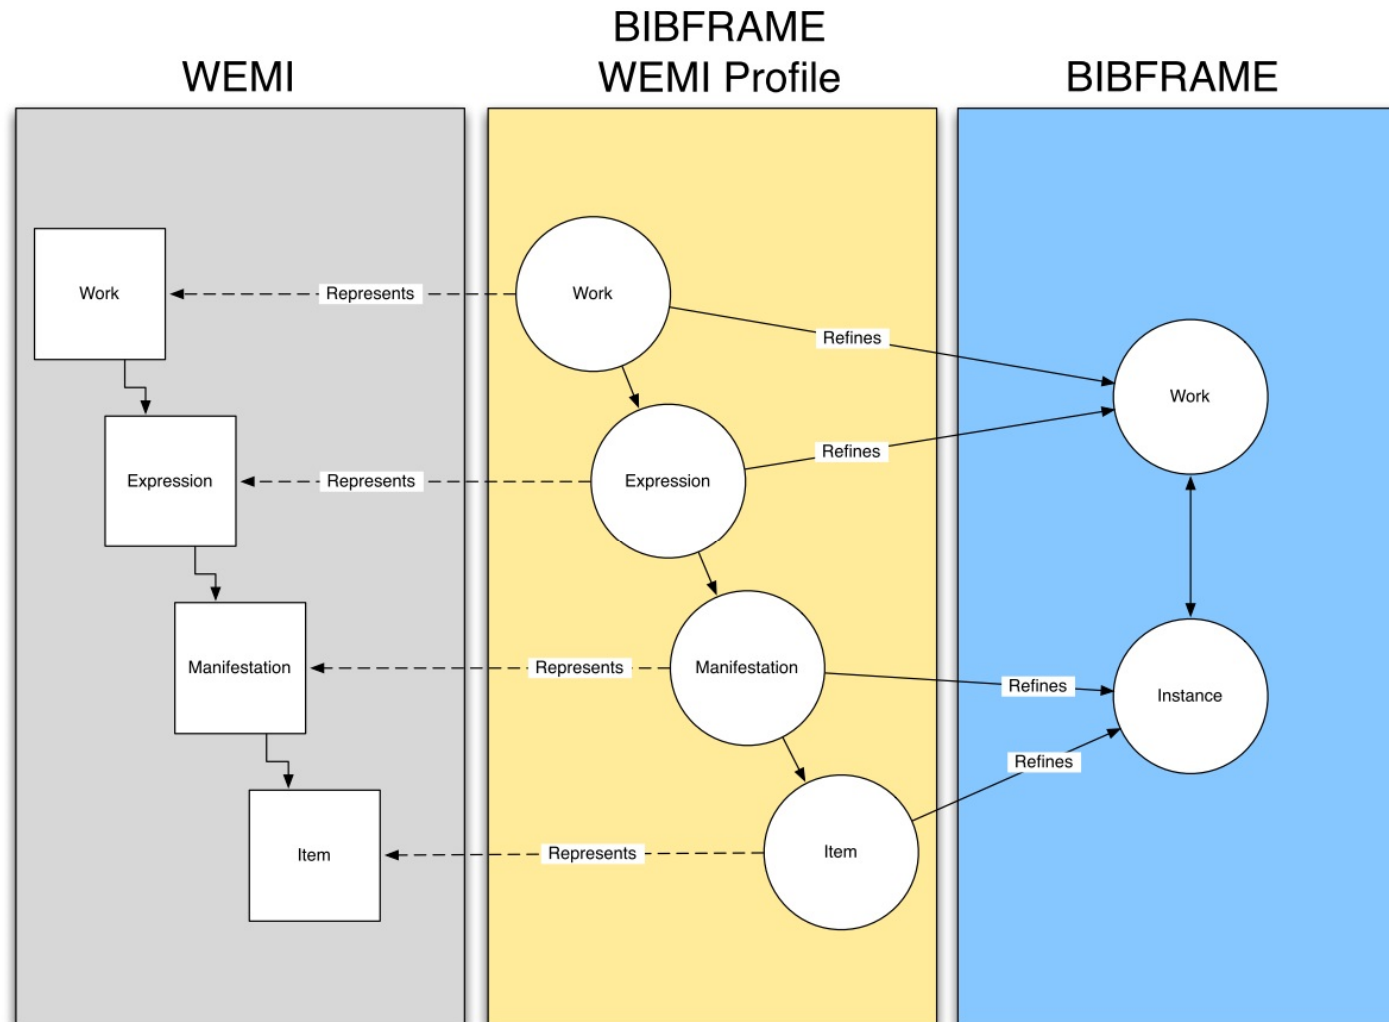 WEMI
BIBFRAME
WEMI Profile
BIBFRAME
Work
Represents
Work
Refines
Work
Expression
Represents
Expression
Refines
Manifestation
Represents
Manifestation
Refines
Instance
Refines
Item
Represents
Item